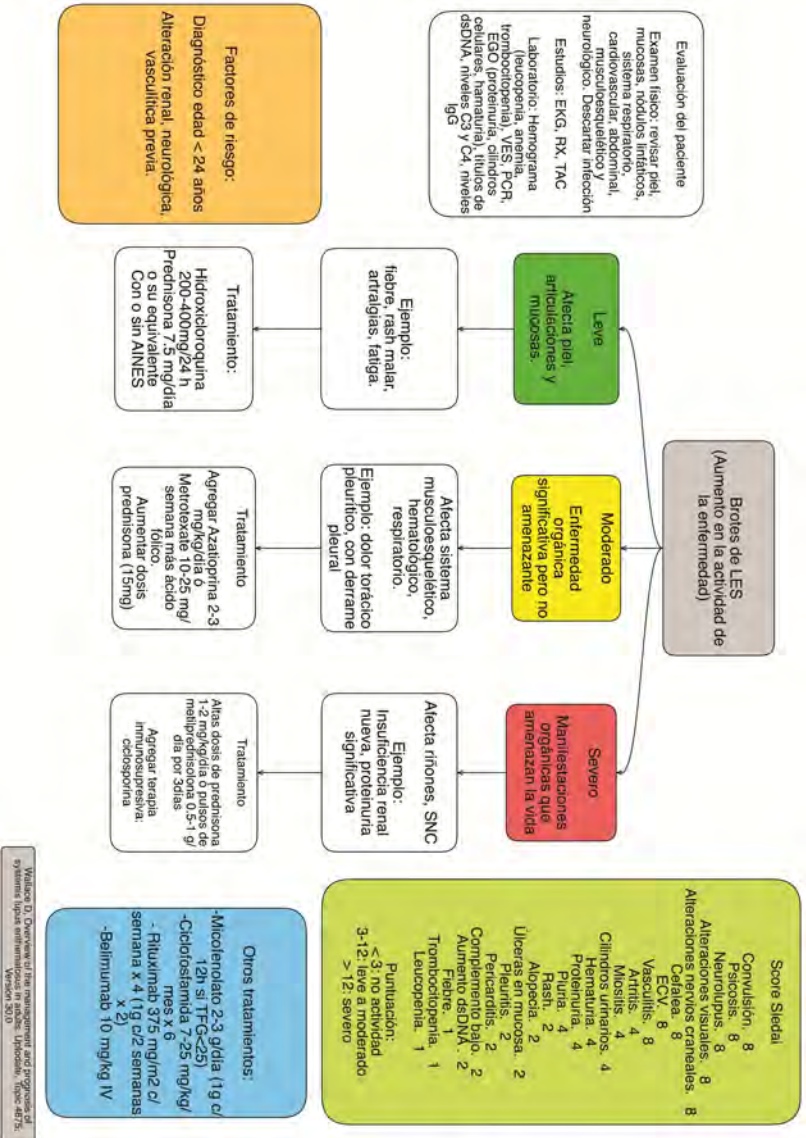 Brotes de LES
(Aumento en la actividad de
la enfermedad)
Evaluación del paciente
Examen físico: revisar piel,
mucosas, nódulos linfáticos,
sistema respiratorio,
cardiovascular, abdominal,
musculoesquelético y
neurológico. Descartar infección
Estudios: EKG, RX, TAC
Laboratorio: Hemograma
(leucopenia, anemia,
trombocitopenia), VES, PCR,
EGO (proteinuria, cilindros
celulares, hamaturia), títulos de
dsDNA, niveles C3 y C4, niveles
IgG
Factores de riesgo:
Diagnóstico edad < 24 años
Alteración renal, neurológica,
vasculítica previa.
Leve
Afecta piel,
articulaciones y
mucosas.
Ejemplo:
fiebre, rash malar,
artralgias, fatiga.
Tratamiento:
Hidroxicloroquina
200-400mg/24 h
Prednisona 7.5 mg/día
o su equivalente
Con o sin AINES
Moderado
Enfermedad
orgánica
significativa pero no
amenazante
Afecta sistema
musculoesquelético,
hematológico,
respiratorio.
Ejemplo: dolor torácico
pleurítico, con derrame
pleural
Tratamiento
Agregar Azatioprina 2-3
mg/kg/día ó
Metrotexate 10-25 mg/
semana más ácido
fólico.
Aumentar dosis
prednisona (15mg)
Severo
Manifestaciones
orgánicas que
amenazan la vida
Afecta riñones, SNC
Ejemplo:
Insuficiencia renal
nueva, proteinuria
significativa
Tratamiento
Altas dosis de prednisona
1-2 mg/kg/día ó pulsos de
metilprednisolona 0.5-1 g/
día por 3días
Agregar terapia
inmunosupresiva:
ciclosporina
Score Sledai
Convulsión. 8
Psicosis. 8
Neurolupus. 8
Alteraciones visuales. 8
Alteraciones nervios craneales. 8
Cefalea. 8
ECV. 8
Vasculitis. 8
Artritis. 4
Miositis. 4
Cilindros urinarios. 4
Hematuria. 4
Proteinuria. 4
Piuria. 4
Rash. 2
Alopecia. 2
Úlceras en mucosa. 2
Pleuritis. 2
Pericarditis. 2
Complemento bajo. 2
Aumento dsDNA . 2
Fiebre. 1
Trombocitopenia. 1
Leucopenia. 1
Puntuación:
<3: no actividad
3-12: leve a moderado
> 12: severo
Otros tratamientos:
-Micofenolato 2-3 g/día (1g c/
12h si TFG<25)
-Ciclofosfamida 7-25 mg/kg/
mes x 6
- Rituximab 375 mg/m2 c/
semana x 4 (1g c/2 semanas
x 2)
-Belimumab 10 mg/kg IV
Wallace D, Overview of the management and prognosis of
systemis lupus erithematosus in adults. Uptodate, Topic 4675;
Version 30.0